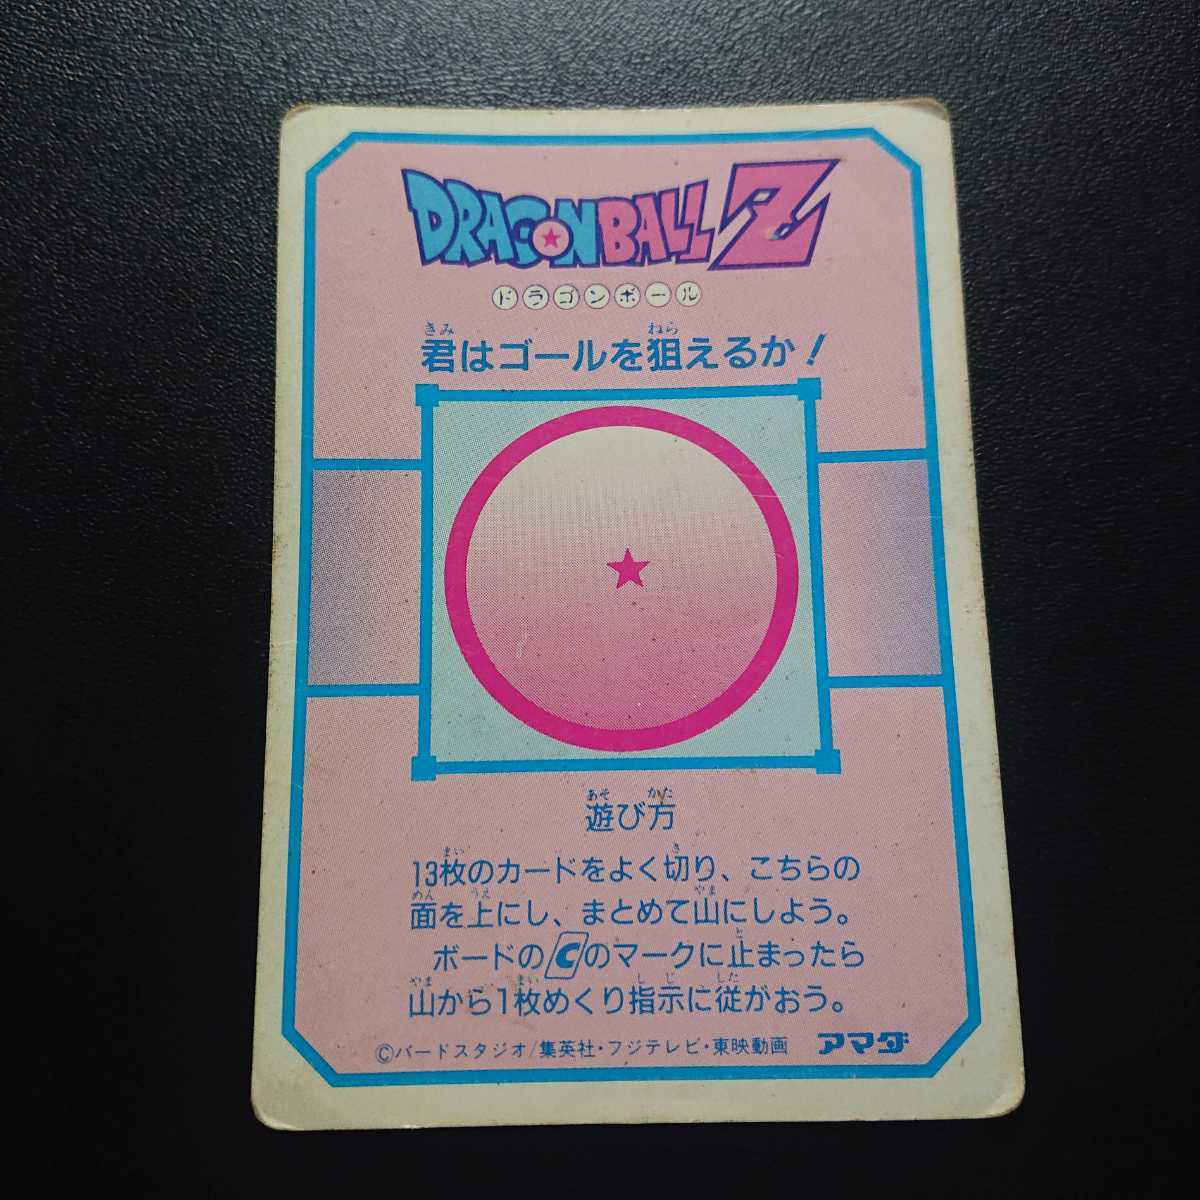 DRAGONBALL Z
ドラゴンボール
きみ ねら
君はゴールを狙えるか！
あそ かた
遊び方
まい き
13枚のカードをよく切り、こちらの
めん うえ やま
面を上にし、まとめて山にしよう。
と
ボードのCのマークに止まったら
やま まい しじ した
山から1枚めくり指示に従がおう。
©バードスタジオ/集英社・フジテレビ・東映動画 アマダ